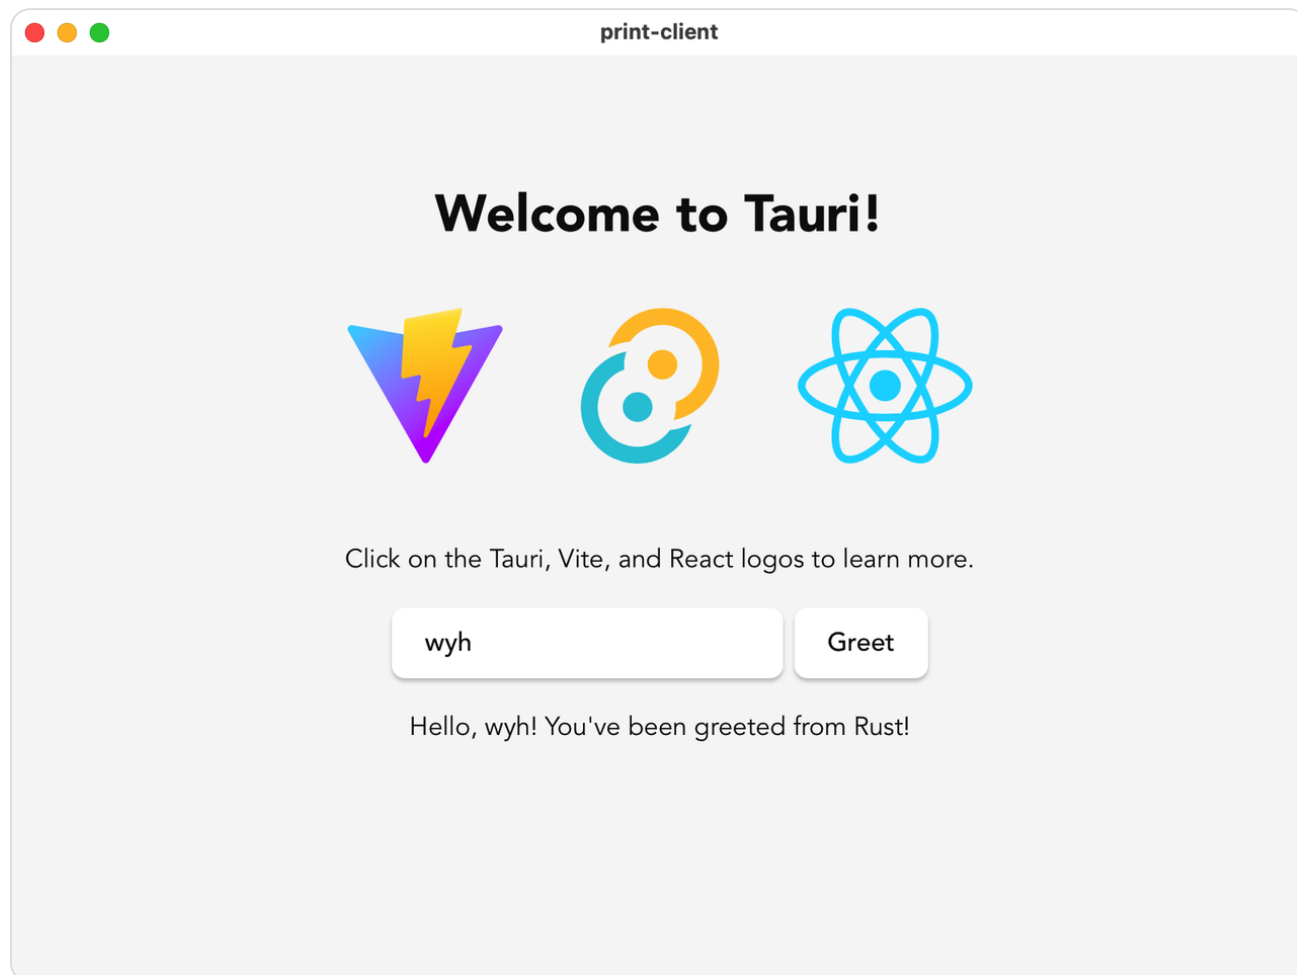 print-client
Welcome to Tauri!
Click on the Tauri, Vite, and React logos to learn more.
wyh
Greet
Hello, wyh! You've been greeted from Rust!